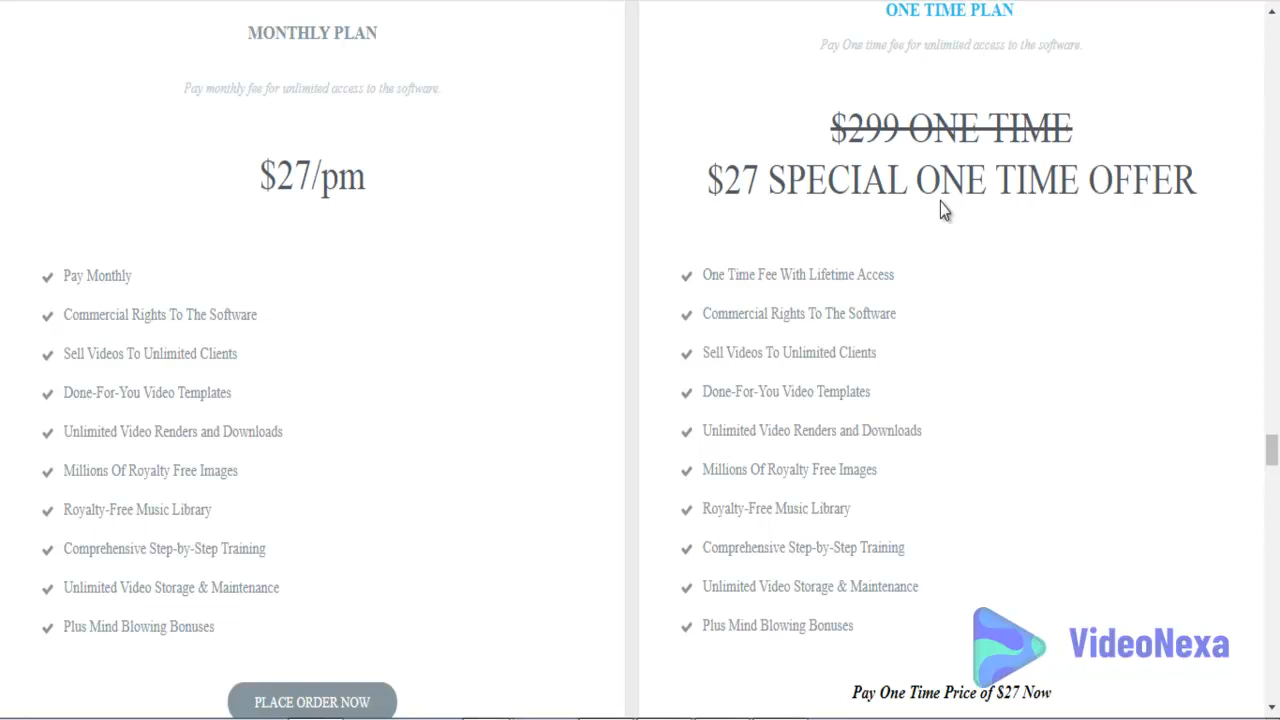 MONTHLY PLAN
Pay monthly fee for unlimited access to the software.
$27/pm
Pay Monthly
Commercial Rights To The Software
Sell Videos To Unlimited Clients
Done-For-You Video Templates
Unlimited Video Renders and Downloads
Millions Of Royalty Free Images
Royalty-Free Music Library
Comprehensive Step-by-Step Training
Unlimited Video Storage & Maintenance
Plus Mind Blowing Bonuses
PLACE ORDER NOW
ONE TIME PLAN
Pay One time fee for unlimited access to the software.
$299 ONE TIME
$27 SPECIAL ONE TIME OFFER
One Time Fee With Lifetime Access
Commercial Rights To The Software
Sell Videos To Unlimited Clients
Done-For-You Video Templates
Unlimited Video Renders and Downloads
Millions Of Royalty Free Images
Royalty-Free Music Library
Comprehensive Step-by-Step Training
Unlimited Video Storage & Maintenance
Plus Mind Blowing Bonuses
VideoNexa
Pay One Time Price of $27 Now